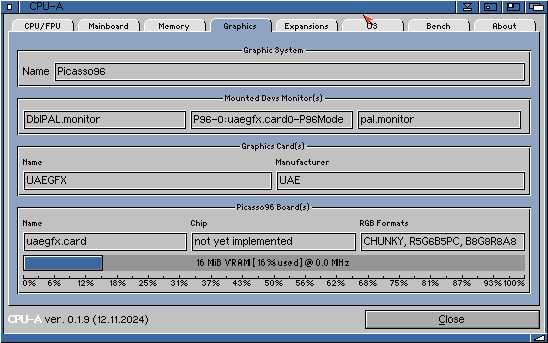 CPU-A
CPU/FPU Mainboard Memory Graphics Expansions OS Bench About
Graphic System
Name Picasso96
Mounted Devs Monitor(s)
DblPAL.monitor P96-0:uaegfx.card0-P96Mode pal.monitor
Graphics Card(s)
Name Manufacturer
UAEGFX UAE
Picasso96 Board(s)
Name Chip RGB Formats
uaegfx.card not yet implemented CHUNKY, R5G6B5PC, B8G8R8A8
16 MiB VRAM [ 16%used ] @ 0.0 MHz
0% 6% 12% 18% 25% 31% 37% 43% 50% 56% 62% 68% 75% 81% 87% 93%100%
CPU-A ver. 0.1.9 (12.11.2024) Close